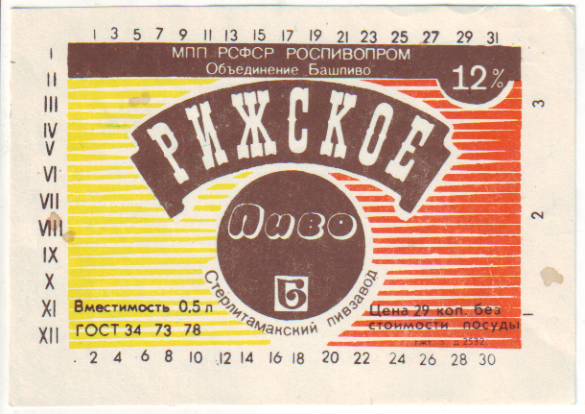 1 3 5 7 9 11 13 15 17 19 21 23 25 27 29 31
МПП РСФСР РОСПИВОПРОМ
Объединение Башпиво
12%
I
II
III
IV
V
VI
VII
VIII
IX
X
XI
XII
РИЖСКОЕ
Пиво
Б
Стерлитамакский пивзавод
3
2
1
Вместимость 0,5 л
ГОСТ 34 73 78
Цена 29 коп. без
стоимости посуды
2 4 6 8 10 12 14 16 18 20 22 24 26 28 30